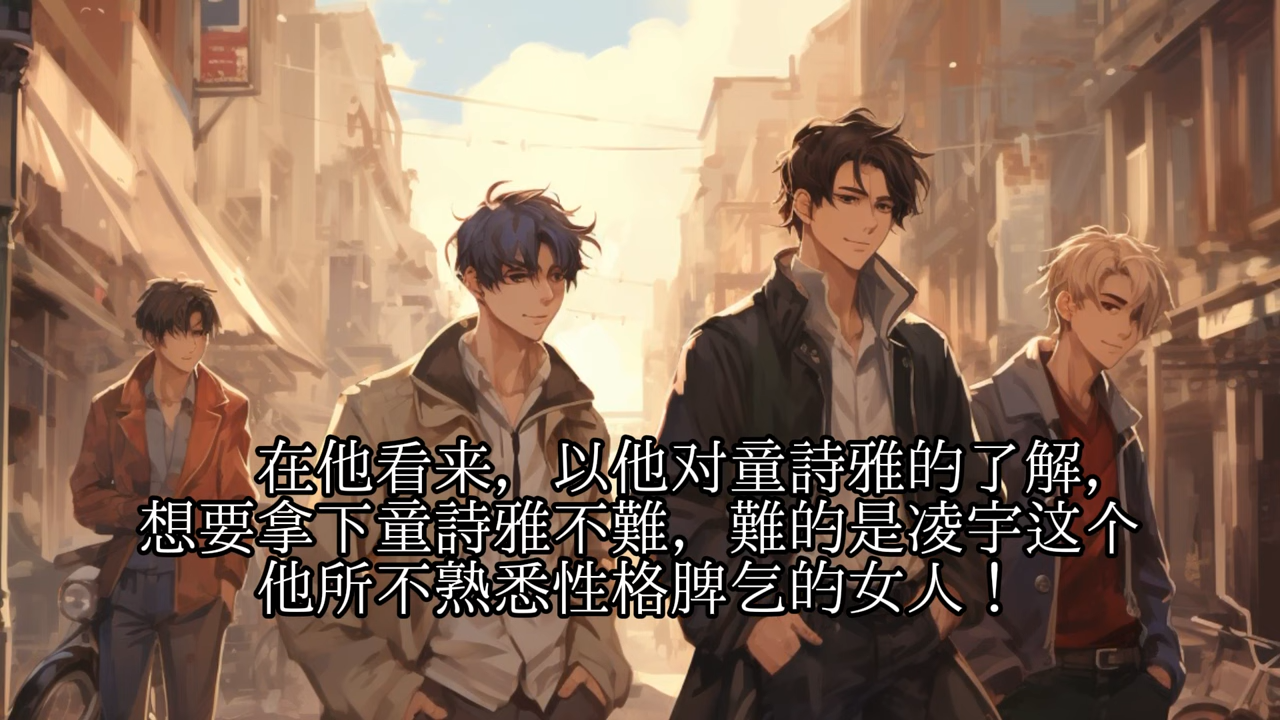 在他看来，以他对童詩雅的了解，
想要拿下童詩雅不難，難的是凌宇这个
他所不熟悉性格脾乞的女人！